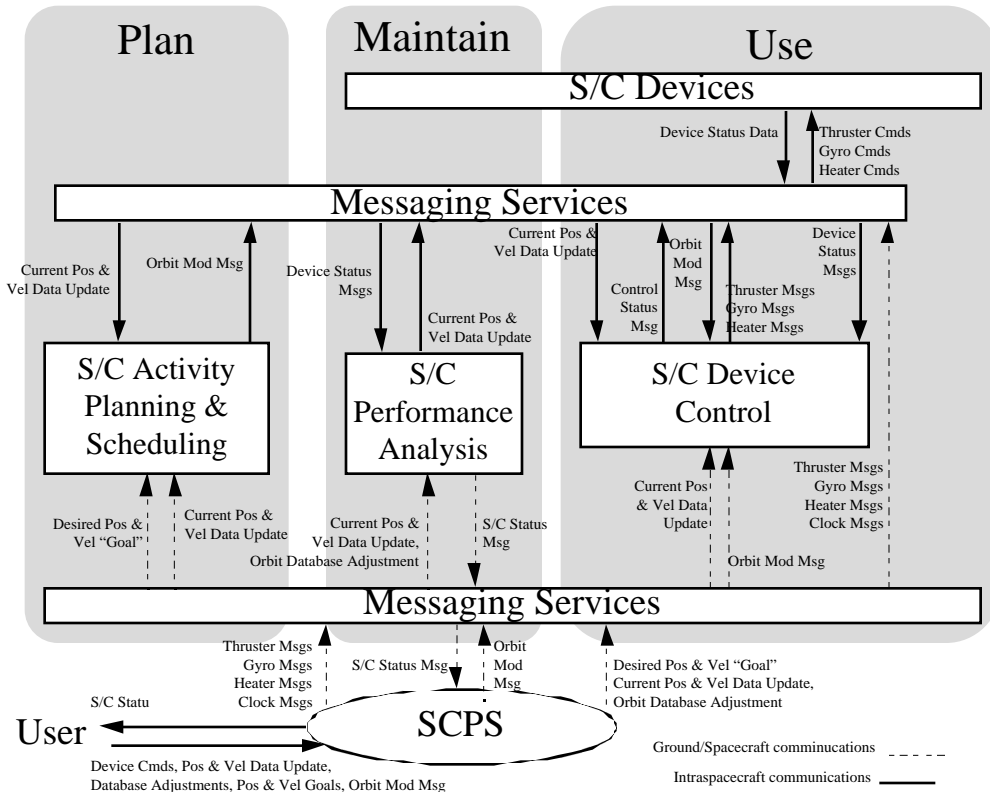 Plan
Maintain
Use
S/C Devices
Device Status Data
Thruster Cmds
Gyro Cmds
Heater Cmds
Messaging Services
Current Pos &
Vel Data Update
Orbit Mod Msg
Device Status
Msgs
Current Pos &
Vel Data Update
Current Pos &
Vel Data Update
Control
Status
Msg
Orbit
Mod
Msg
Thruster Msgs
Gyro Msgs
Heater Msgs
Device
Status
Msgs
S/C Activity
Planning &
Scheduling
S/C
Performance
Analysis
S/C Device
Control
Desired Pos &
Vel “Goal”
Current Pos &
Vel Data Update
Current Pos &
Vel Data Update,
Orbit Database Adjustment
S/C Status
Msg
Current Pos
& Vel Data
Update
Orbit Mod Msg
Thruster Msgs
Gyro Msgs
Heater Msgs
Clock Msgs
Messaging Services
Thruster Msgs
Gyro Msgs
Heater Msgs
Clock Msgs
S/C Status Msg
Orbit
Mod
Msg
Desired Pos & Vel “Goal”
Current Pos & Vel Data Update,
Orbit Database Adjustment
S/C Statu
User
SCPS
Device Cmds, Pos & Vel Data Update,
Database Adjustments, Pos & Vel Goals, Orbit Mod Msg
Ground/Spacecraft comminucations
Intraspacecraft communications